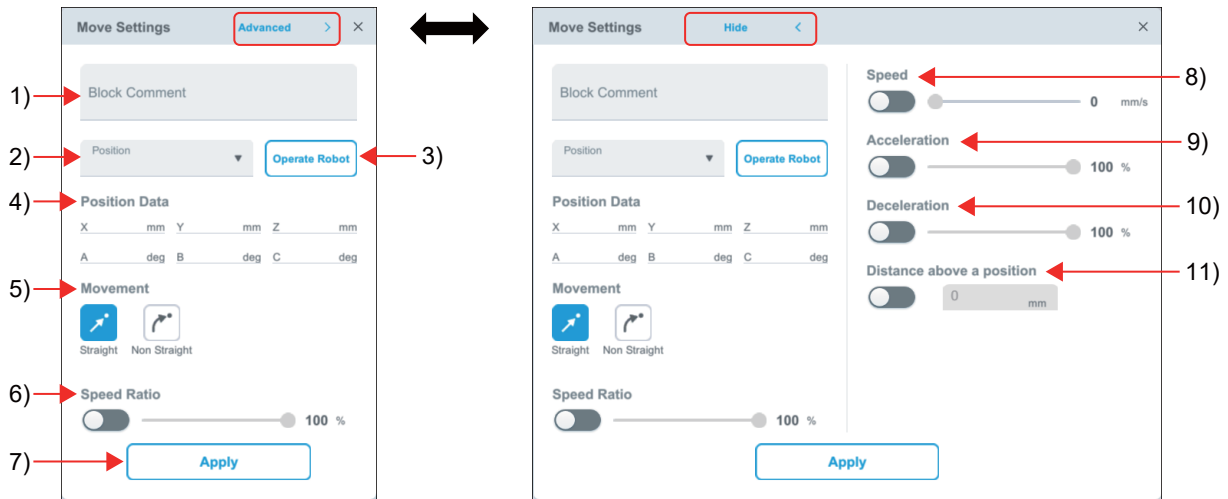 Move Settings Advanced > ×
1) Block Comment
2) Position ▼ Operate Robot 3)
4) Position Data
X mm Y mm Z mm
A deg B deg C deg
5) Movement
Straight Non Straight
6) Speed Ratio
100 %
7) Apply
Move Settings Hide < ×
Block Comment
Position ▼ Operate Robot
Position Data
X mm Y mm Z mm
A deg B deg C deg
Movement
Straight Non Straight
Speed Ratio
100 %
Speed 8)
0 mm/s
Acceleration 9)
100 %
Deceleration 10)
100 %
Distance above a position 11)
0 mm
Apply